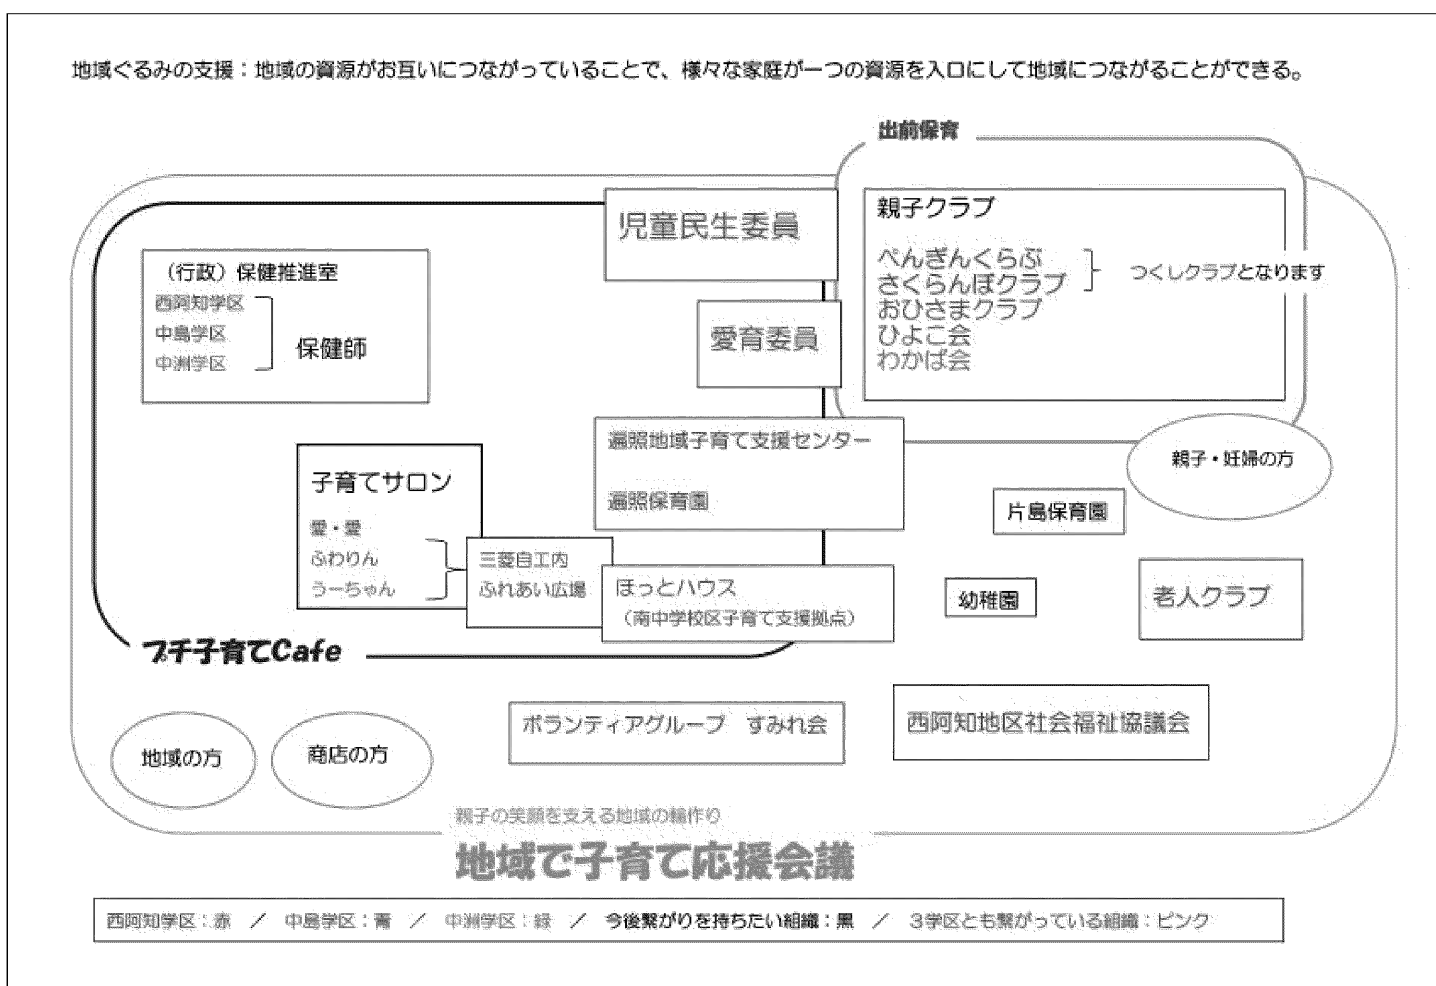 地域ぐるみの支援：地域の資源がお互いにつながっていることで、様々な家庭が一つの資源を入口にして地域につながることができる。
出前保育
児童民生委員
親子クラブ
ぺんぎんくらぶ
さくらんぼクラブ
つくしクラブとなります
おひさまクラブ
ひよこ会
わかば会
（行政）保健推進室
西阿知学区
中島学区
中洲学区
保健師
愛育委員
遍照地域子育て支援センター
遍照保育園
親子・妊婦の方
片島保育園
子育てサロン
愛・愛
ふわりん
うーちゃん
三菱自工内
ふれあい広場
ほっとハウス
（南中学校区子育て支援拠点）
幼稚園
老人クラブ
プチ子育てCafe
地域の方
商店の方
ボランティアグループ　すみれ会
西阿知地区社会福祉協議会
親子の笑顔を支える地域の輪作り
地域で子育て応援会議
西阿知学区：赤　／　中島学区：青　／　中洲学区：緑　／　今後繋がりを持ちたい組織：黒　／　３学区とも繋がっている組織：ピンク